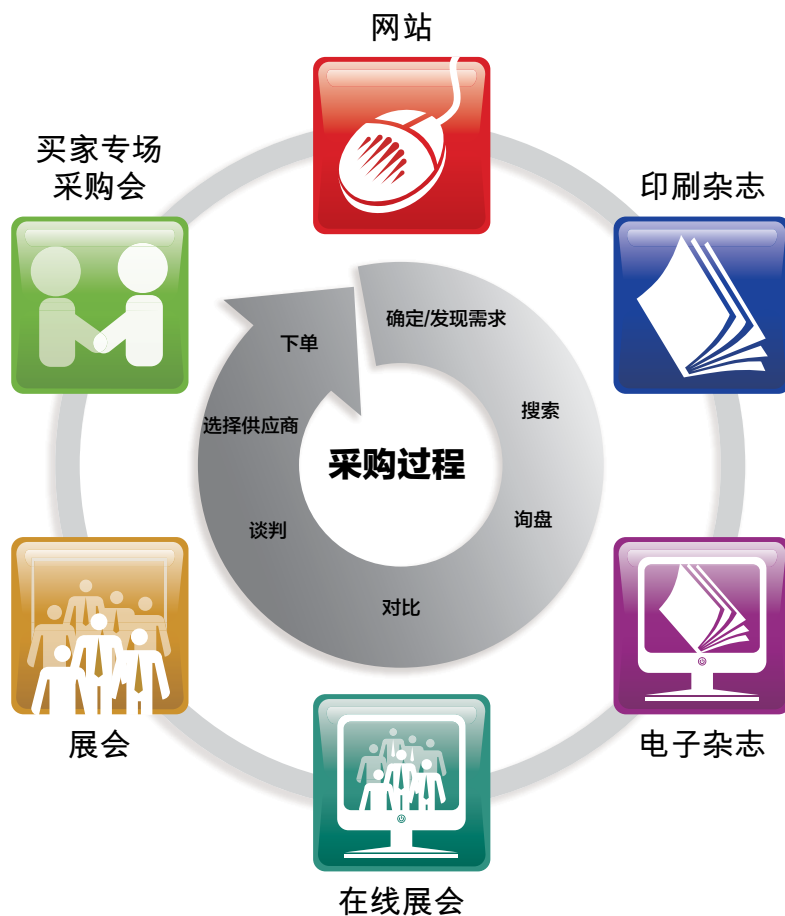 网站
买家专场
采购会
印刷杂志
确定/发现需求
下单
搜索
选择供应商
采购过程
询盘
谈判
对比
展会
电子杂志
在线展会